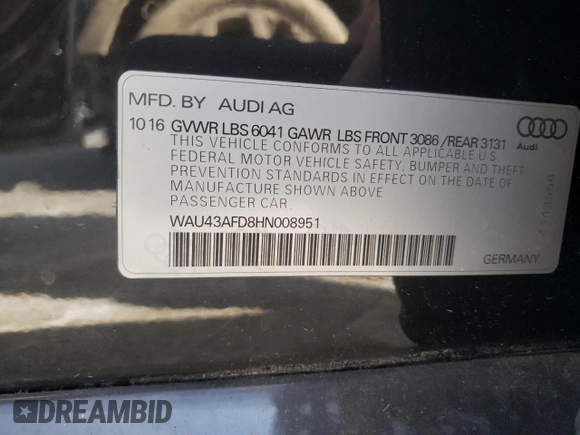 MFD. BY AUDI AG
10 16 GVWR LBS 6041 GAWR LBS FRONT 3086 /REAR 3131
THIS VEHICLE CONFORMS TO ALL APPLICABLE U S
FEDERAL MOTOR VEHICLE SAFETY, BUMPER AND THEFT
PREVENTION STANDARDS IN EFFECT ON THE DATE OF
MANUFACTURE SHOWN ABOVE
PASSENGER CAR.
WAU43AFD8HN008951
Audi
GERMANY
DREAMBID